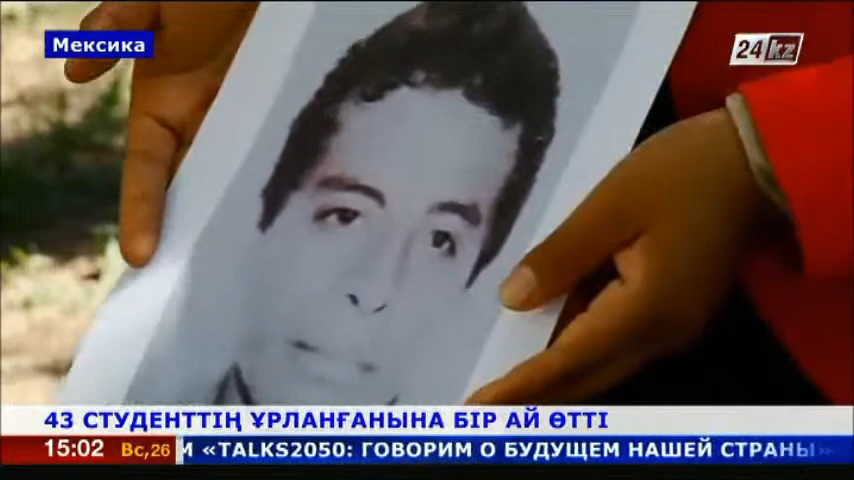 Мексика
24kz
43 СТУДЕНТТІҢ ҰРЛАНҒАНЫНА БІР АЙ ӨТТІ
15:02 Вс,26 М «TALKS2050: ГОВОРИМ О БУДУЩЕМ НАШЕЙ СТРАНЫ»